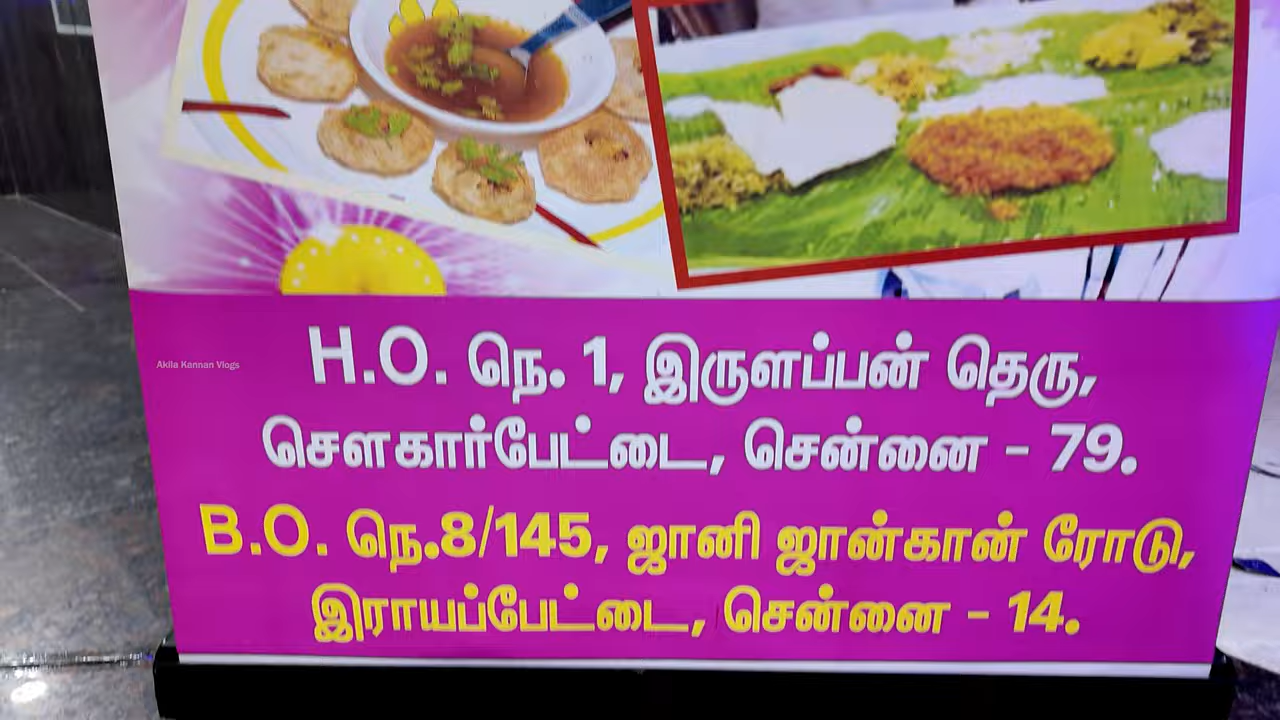 Akila Kannan Vlogs
H.O. நெ. 1, இருளப்பன் தெரு,
சௌகார்பேட்டை, சென்னை - 79.
B.O. நெ.8/145, ஜானி ஜான்கான் ரோடு,
இராயப்பேட்டை, சென்னை - 14.